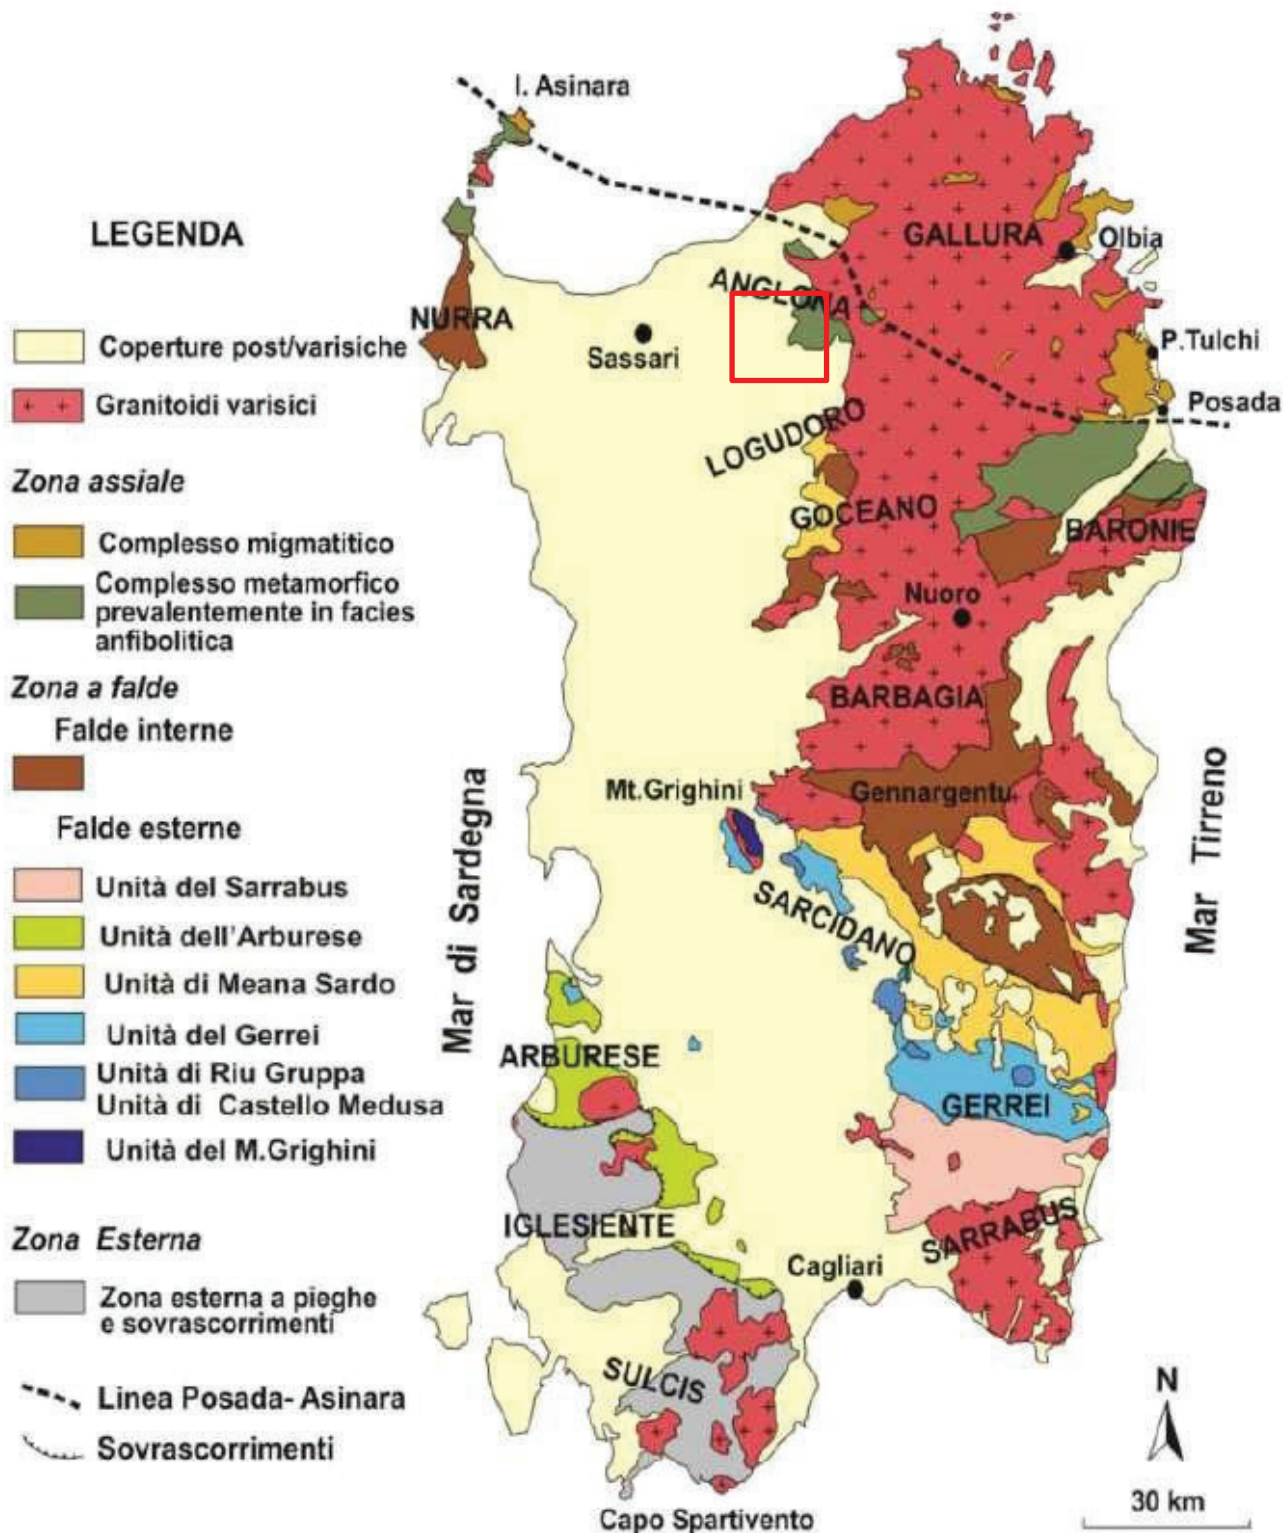 LEGENDA
Coperture post/varisiche
Granitoidi varisici
Zona assiale
Complesso migmatitico
Complesso metamorfico
prevalentemente in facies
anfibolitica
Zona a falde
Falde interne
Falde esterne
Unità del Sarrabus
Unità dell'Arburese
Unità di Meana Sardo
Unità del Gerrei
Unità di Riu Gruppa
Unità di Castello Medusa
Unità del M.Grighini
Zona Esterna
Zona esterna a pieghe
e sovrascorrimenti
Linea Posada-Asinara
Sovrascorrimenti
I. Asinara
GALLURA
Olbia
ANGLONA
NURRA
Sassari
P.Tulchi
Posada
LOGUDORO
GOCEANO
BARONIE
Nuoro
BARBAGIA
Mt.Grighini
Gennargentu
Mar di Sardegna
Mar Tirreno
SARCIDANO
ARBURESE
GERREI
IGLESIENTE
SARRABUS
Cagliari
SULCIS
Capo Spartivento
N
30 km